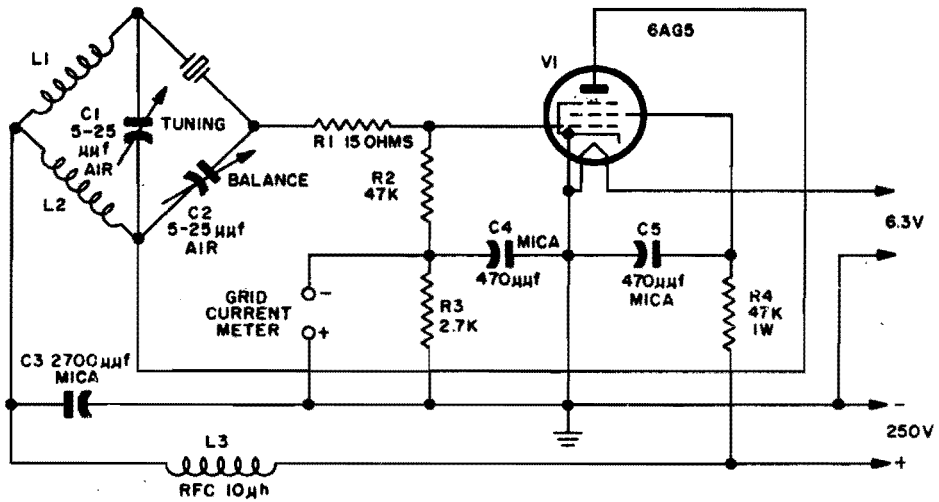 L1
C1
5-25
μμf
AIR
TUNING
L2
BALANCE
C2
5-25μμf
AIR
R1 15 OHMS
R2
47K
V1
6AG5
6.3V
C4
MICA
470μμf
C5
470μμf
MICA
R4
47K
1W
GRID
CURRENT
METER
-
+
R3
2.7K
C3 2700μμf
MICA
-
250V
+
L3
RFC 10μh